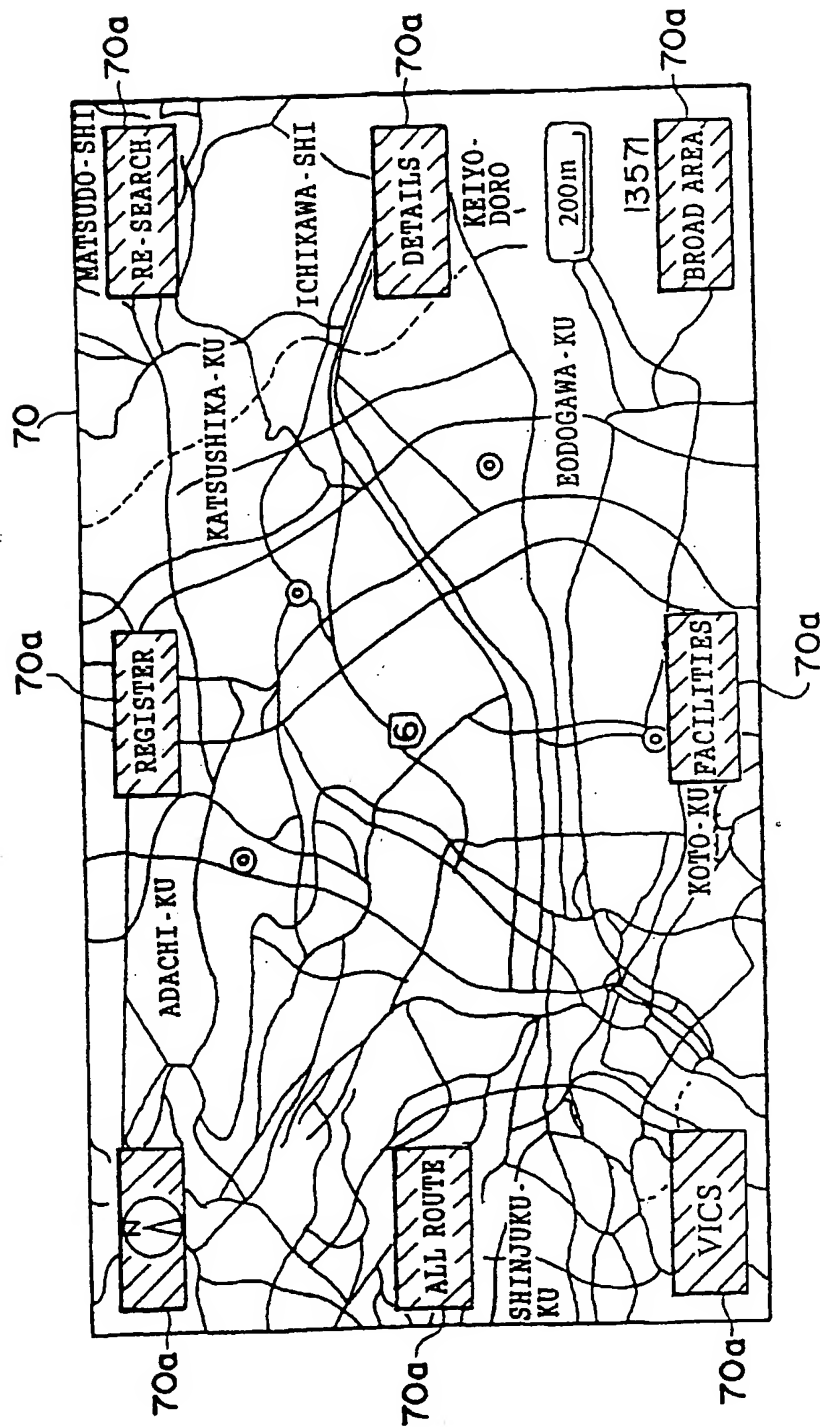 70
70a
70a
70a
MATSUDO-SHI
N
REGISTER
RE-SEARCH
ADACHI-KU
KATSUSHIKA-KU
ICHIKAWA-SHI
70a
ALL ROUTE
6
DETAILS
70a
SHINJUKU-
KU
KEIYO-
DORO
EODOGAWA-KU
200m
13571
VICS
KOTO-KU
FACILITIES
BROAD AREA
70a
70a
70a